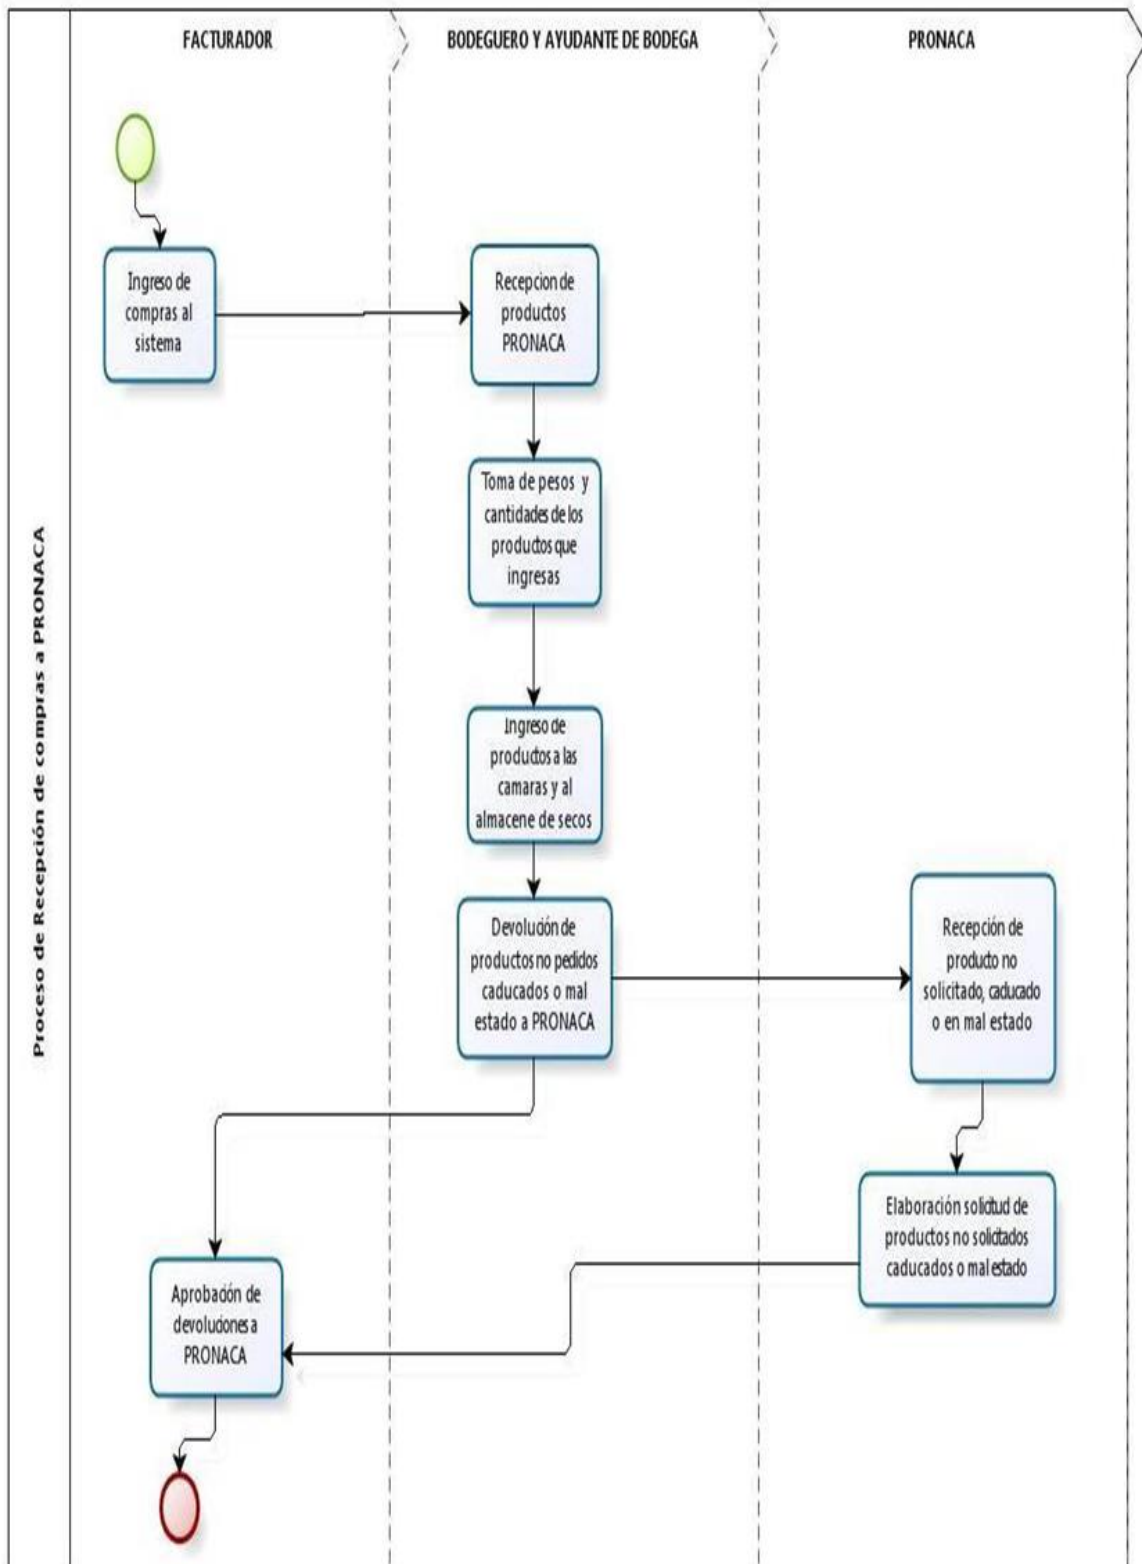 FACTURADOR
BODEGUERO Y AYUDANTE DE BODEGA
PRONACA
Proceso de Recepción de compras a PRONACA
Ingreso de
compras al
sistema
Recepcion de
productos
PRONACA
Toma de pesos y
cantidades de los
productos que
ingresas
Ingreso de
productos a las
camaras y al
almacene de secos
Devolución de
productos no pedidos
caducados o mal
estado a PRONACA
Recepción de
producto no
solicitado, caducado
o en mal estado
Elaboración solicitud de
productos no solicitados
caducados o mal estado
Aprobación de
devoluciones a
PRONACA